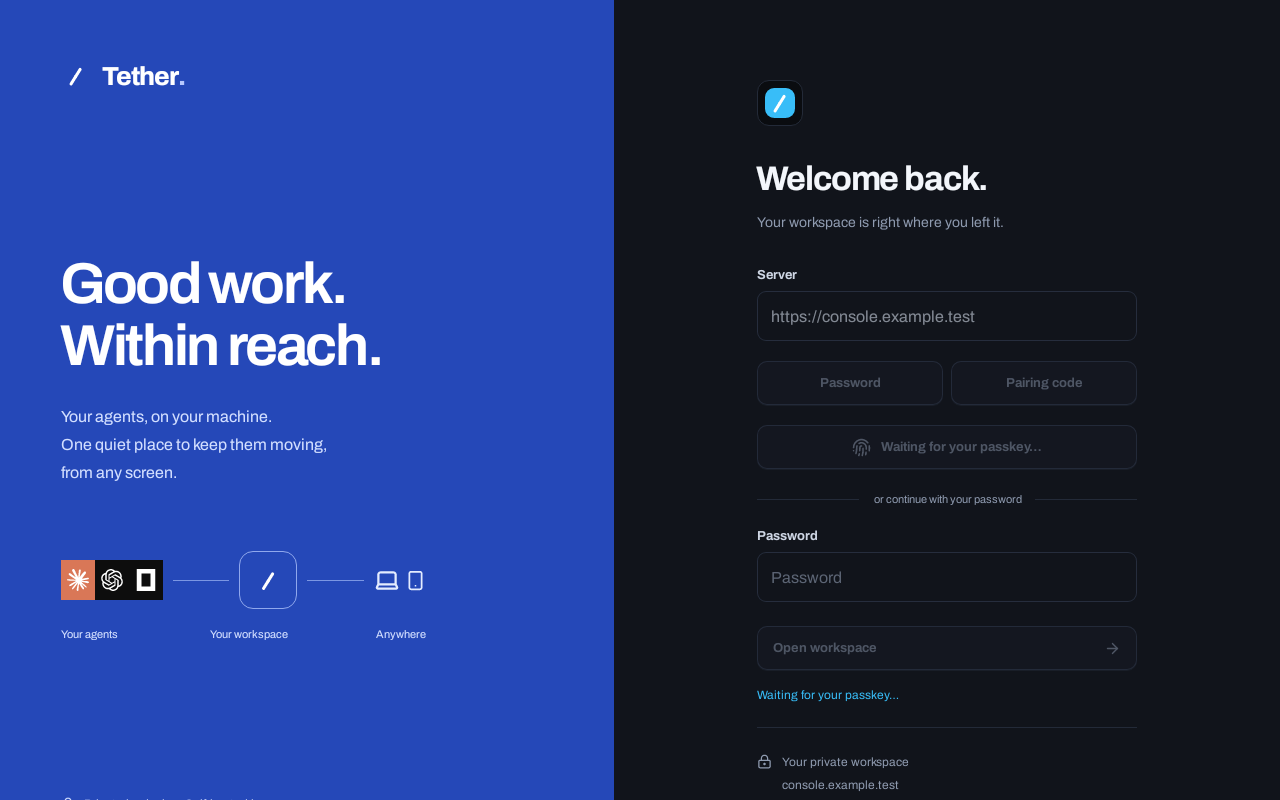 Tether.
Good work.
Within reach.
Your agents, on your machine.
One quiet place to keep them moving,
from any screen.
Your agents
Your workspace
Anywhere
Welcome back.
Your workspace is right where you left it.
Server
https://console.example.test
Password
Pairing code
Waiting for your passkey...
or continue with your password
Password
Password
Open workspace
Waiting for your passkey...
Your private workspace
console.example.test